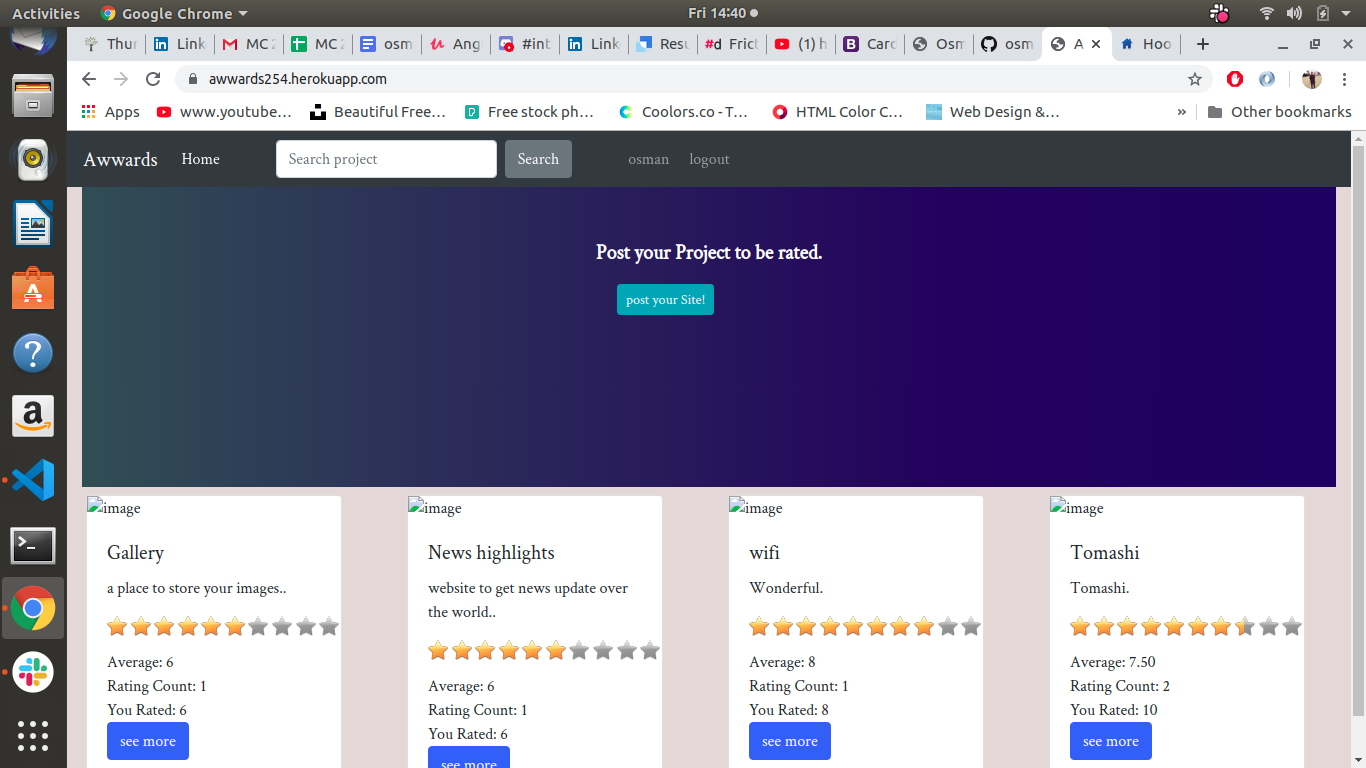 Activities Google Chrome Fri 14:40
Thur Link MC 2 MC 2 osm Ang #int Link Resu Frict (1) h Card Osm osm A Hoo
awwards254.herokuapp.com
Apps www.youtube... Beautiful Free... Free stock ph... Coolors.co - T... HTML Color C... Web Design &... » Other bookmarks
Awwards Home Search project Search osman logout
Post your Project to be rated.
post your Site!
image image image image
Gallery News highlights wifi Tomashi
a place to store your images.. website to get news update over Wonderful. Tomashi.
the world..
Average: 6 Average: 8 Average: 7.50
Rating Count: 1 Average: 6 Rating Count: 1 Rating Count: 2
You Rated: 6 Rating Count: 1 You Rated: 8 You Rated: 10
You Rated: 6
see more see more see more see more